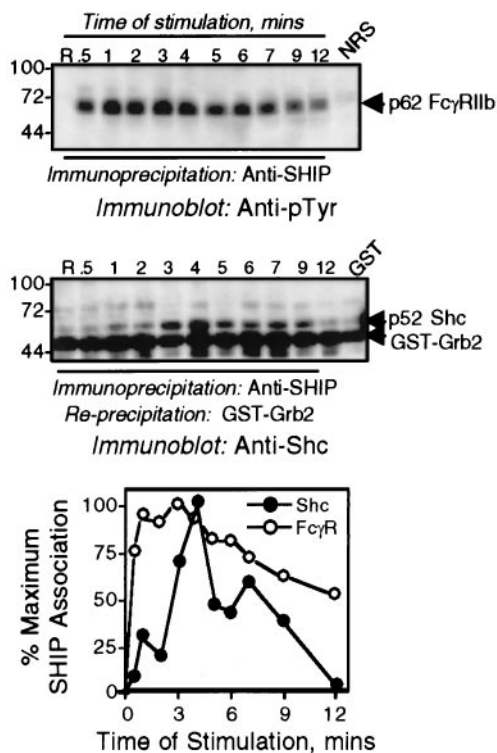 Time of stimulation, mins
R .5 1 2 3 4 5 6 7 9 12 NRS
100
72
44
p62 FcγRIIb
Immunoprecipitation: Anti-SHIP
Immunoblot: Anti-pTyr
R .5 1 2 3 4 5 6 7 9 12 GST
100
72
44
p52 Shc
GST-Grb2
Immunoprecipitation: Anti-SHIP
Re-precipitation: GST-Grb2
Immunoblot: Anti-Shc
% Maximum
SHIP Association
100
75
50
25
0 3 6 9 12
Shc
FcγR
Time of Stimulation, mins